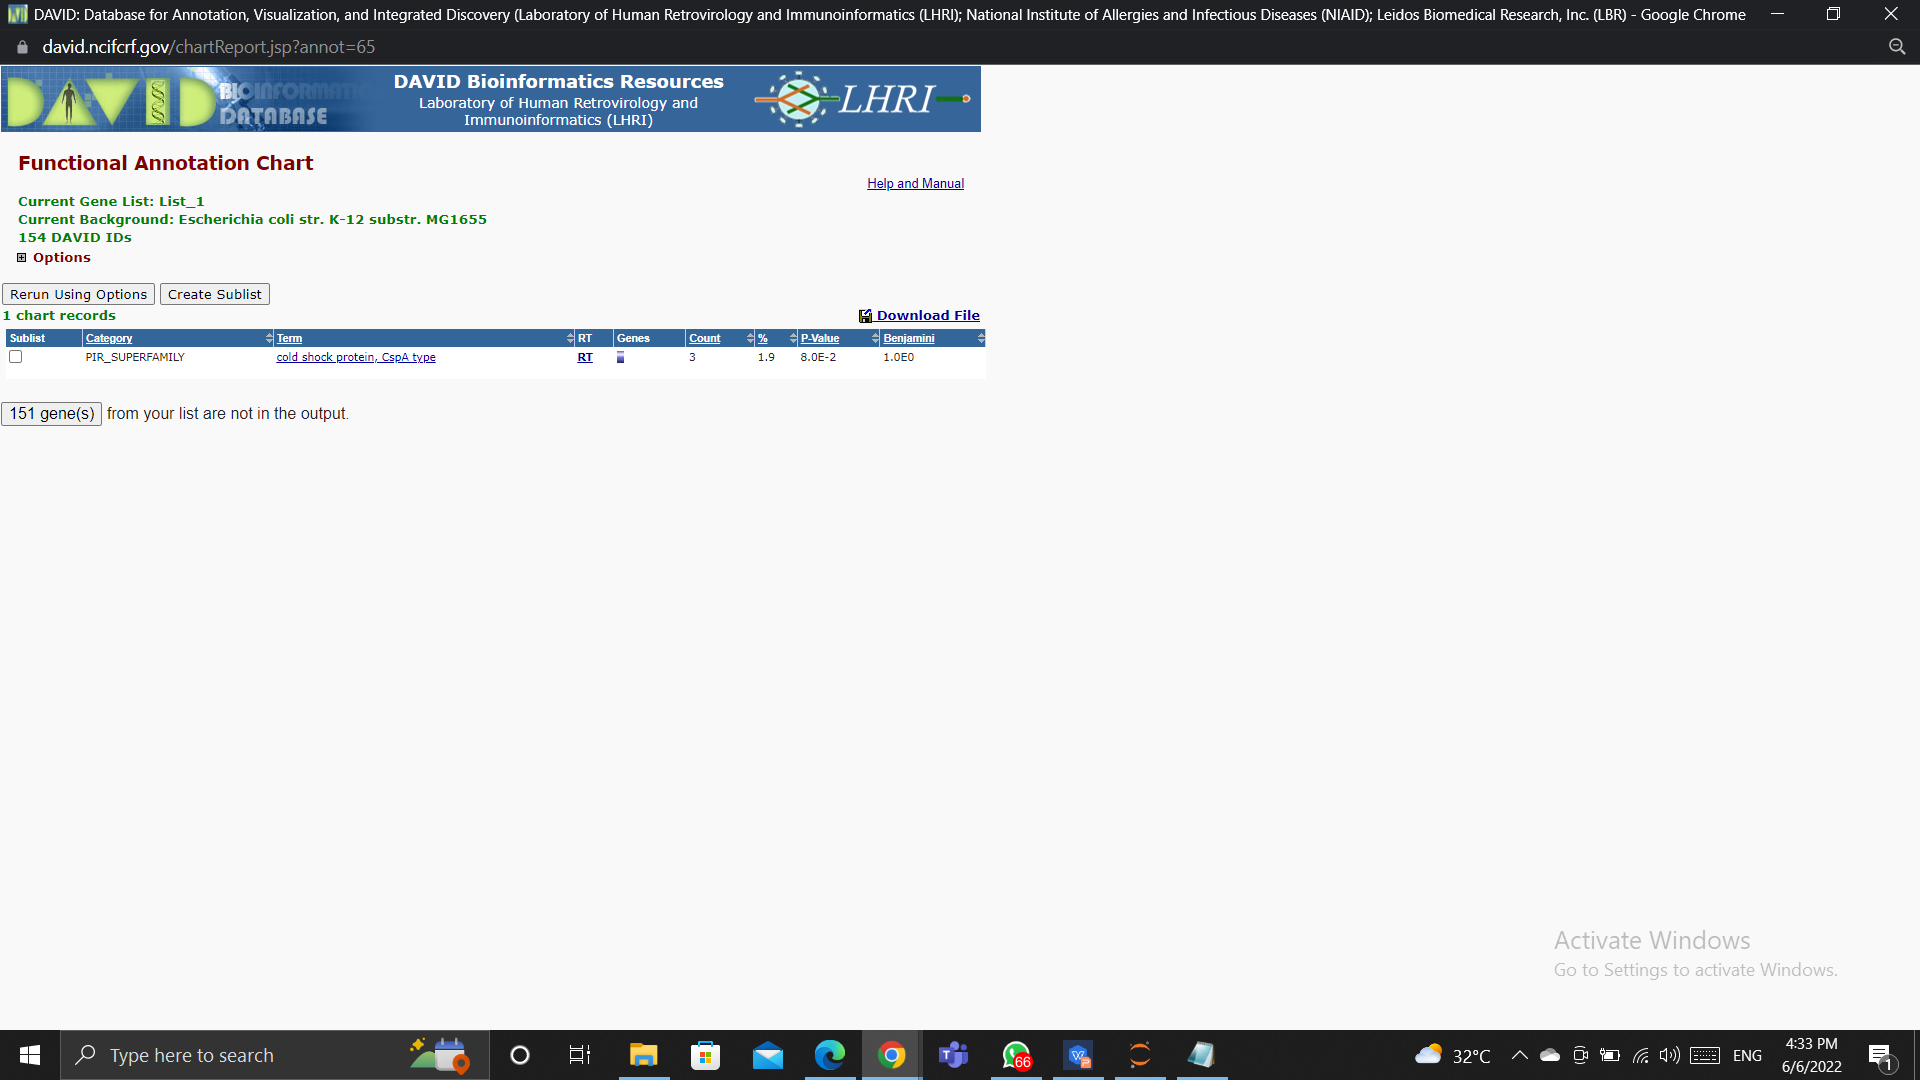 DAVID: Database for Annotation, Visualization, and Integrated Discovery (Laboratory of Human Retrovirology and Immunoinformatics (LHRI); National Institute of Allergies and Infectious Diseases (NIAID); Leidos Biomedical Research, Inc. (LBR) - Google Chrome
david.ncifcrf.gov/chartReport.jsp?annot=65
DAVID BIOINFORMATICS DATABASE
DAVID Bioinformatics Resources
Laboratory of Human Retrovirology and
Immunoinformatics (LHRI)
LHRI
Functional Annotation Chart
Help and Manual
Current Gene List: List_1
Current Background: Escherichia coli str. K-12 substr. MG1655
154 DAVID IDs
Options
Rerun Using Options Create Sublist
1 chart records Download File
Sublist Category Term RT Genes Count % P-Value Benjamini
PIR_SUPERFAMILY cold shock protein, CspA type RT 3 1.9 8.0E-2 1.0E0
151 gene(s) from your list are not in the output.
Activate Windows
Go to Settings to activate Windows.
Type here to search
66
32°C
ENG
4:33 PM
6/6/2022
1